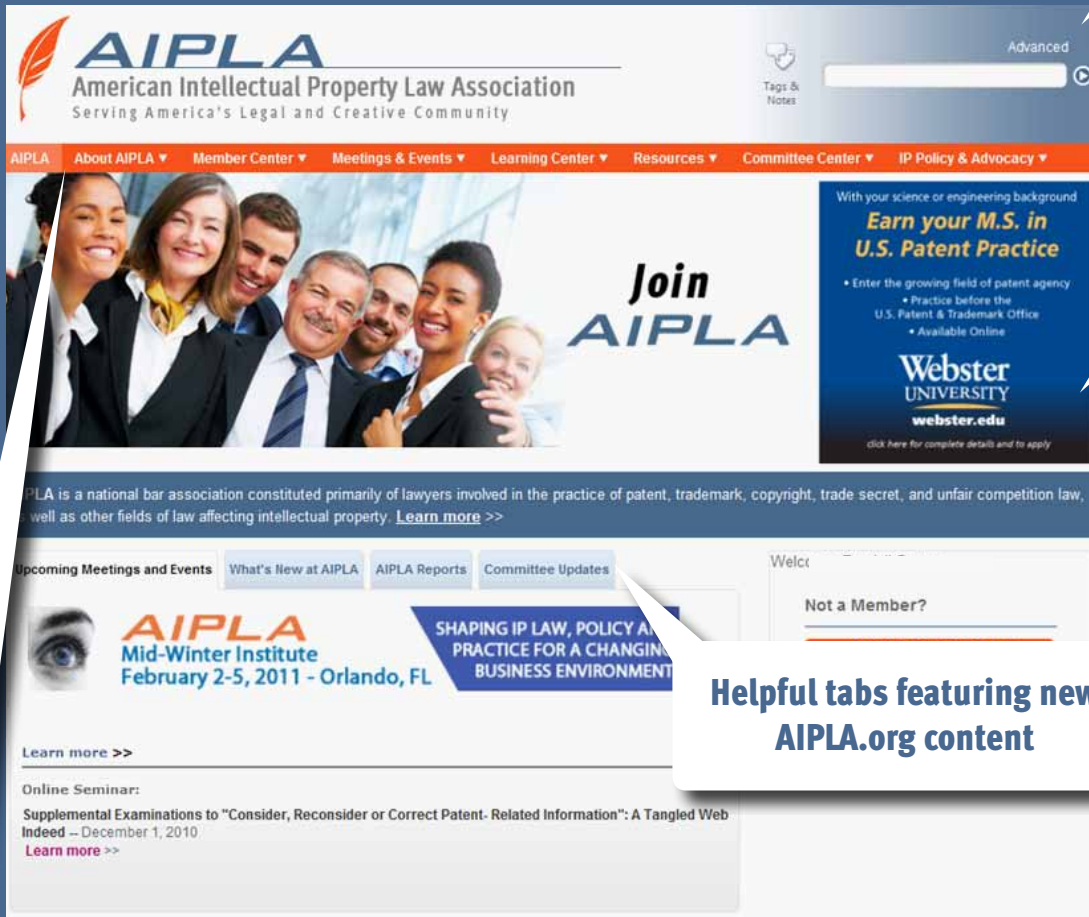 AIPLA
American Intellectual Property Law Association
Serving America's Legal and Creative Community
Tags &
Notes
Advanced
AIPLA About AIPLA ▼ Member Center ▼ Meetings & Events ▼ Learning Center ▼ Resources ▼ Committee Center ▼ IP Policy & Advocacy ▼
Join
AIPLA
With your science or engineering background
Earn your M.S. in
U.S. Patent Practice
• Enter the growing field of patent agency
• Practice before the
U.S. Patent & Trademark Office
• Available Online
Webster
UNIVERSITY
webster.edu
click here for complete details and to apply
PLA is a national bar association constituted primarily of lawyers involved in the practice of patent, trademark, copyright, trade secret, and unfair competition law,
well as other fields of law affecting intellectual property. Learn more >>
Upcoming Meetings and Events What's New at AIPLA AIPLA Reports Committee Updates
AIPLA
Mid-Winter Institute
February 2-5, 2011 - Orlando, FL
SHAPING IP LAW, POLICY
PRACTICE FOR A CHANGING
BUSINESS ENVIRONMENT
Learn more >>
Online Seminar:
Supplemental Examinations to "Consider, Reconsider or Correct Patent- Related Information": A Tangled Web
Indeed -- December 1, 2010
Learn more >>
Not a Member?
Helpful tabs featuring new
AIPLA.org content